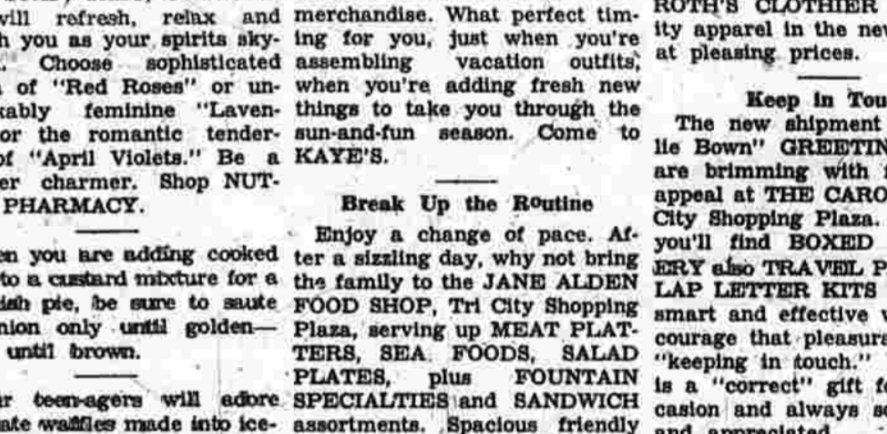 will refresh, relax and
you as your spirits sky-
Choose sophisticated
of "Red Roses" or un-
feminine "Laven-
or the romantic tender-
of "April Violets." Be a
charmer. Shop NUT-
PHARMACY.
you are adding cooked
to a custard mixture for a
pie, be sure to saute
only until golden—
until brown.
teen-agers will adore
waffles made into ice-
merchandise. What perfect tim-
ing for you, just when you're
assembling vacation outfits,
when you're adding fresh new
things to take you through the
sun-and-fun season. Come to
KAYE'S.
Break Up the Routine
Enjoy a change of pace. Af-
ter a sizzling day, why not bring
the family to the JANE ALDEN
FOOD SHOP, Tri City Shopping
Plaza, serving up MEAT PLAT-
TERS, SEA FOODS, SALAD
PLATES, plus FOUNTAIN
SPECIALTIES and SANDWICH
assortments. Spacious friendly
ROTH'S CLOTHIER
ity apparel in the new
at pleasing prices.
Keep in Tou
The new shipment
lie Bown" GREETIN
are brimming with
appeal at THE CARO
City Shopping Plaza.
you'll find BOXED
ERY also TRAVEL P
LAP LETTER KITS
smart and effective
courage that pleasura
"keeping in touch."
is a "correct" gift f
casion and always
and appreciated